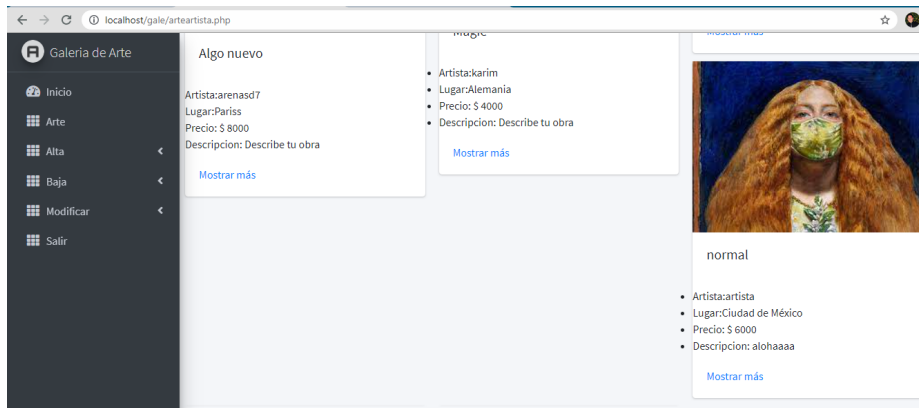 localhost/gale/arteartista.php
Galeria de Arte
Inicio
Arte
Alta
Baja
Modificar
Salir
Algo nuevo
Artista:arenasd7
Lugar:Pariss
Precio: $ 8000
Descripcion: Describe tu obra
Mostrar más
Magic
Artista:karim
Lugar:Alemania
Precio: $ 4000
Descripcion: Describe tu obra
Mostrar más
Mostrar más
normal
Artista:artista
Lugar:Ciudad de México
Precio: $ 6000
Descripcion: alohaaaa
Mostrar más